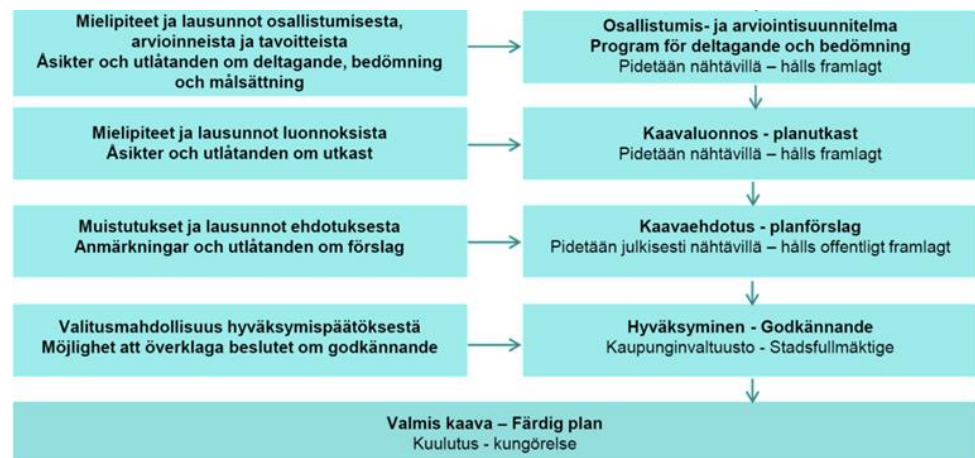 Mielipiteet ja lausunnot osallistumisesta,
arvioinneista ja tavoitteista
Åsikter och utlåtanden om deltagande, bedömning
och målsättning
Osallistumis- ja arviointisuunnitelma
Program för deltagande och bedömning
Pidetään nähtävillä – hålls framlagt
Mielipiteet ja lausunnot luonnoksista
Åsikter och utlåtanden om utkast
Kaavaluonnos - planutkast
Pidetään nähtävillä – hålls framlagt
Muistutukset ja lausunnot ehdotuksesta
Anmärkningar och utlåtanden om förslag
Kaavaehdotus - planförslag
Pidetään julkisesti nähtävillä – hålls offentligt framlagt
Valitusmahdollisuus hyväksymispäätöksestä
Möjlighet att överklaga beslutet om godkännande
Hyväksyminen - Godkännande
Kaupunginvaltuusto - Stadsfullmäktige
Valmis kaava – Färdig plan
Kuulutus - kungörelse